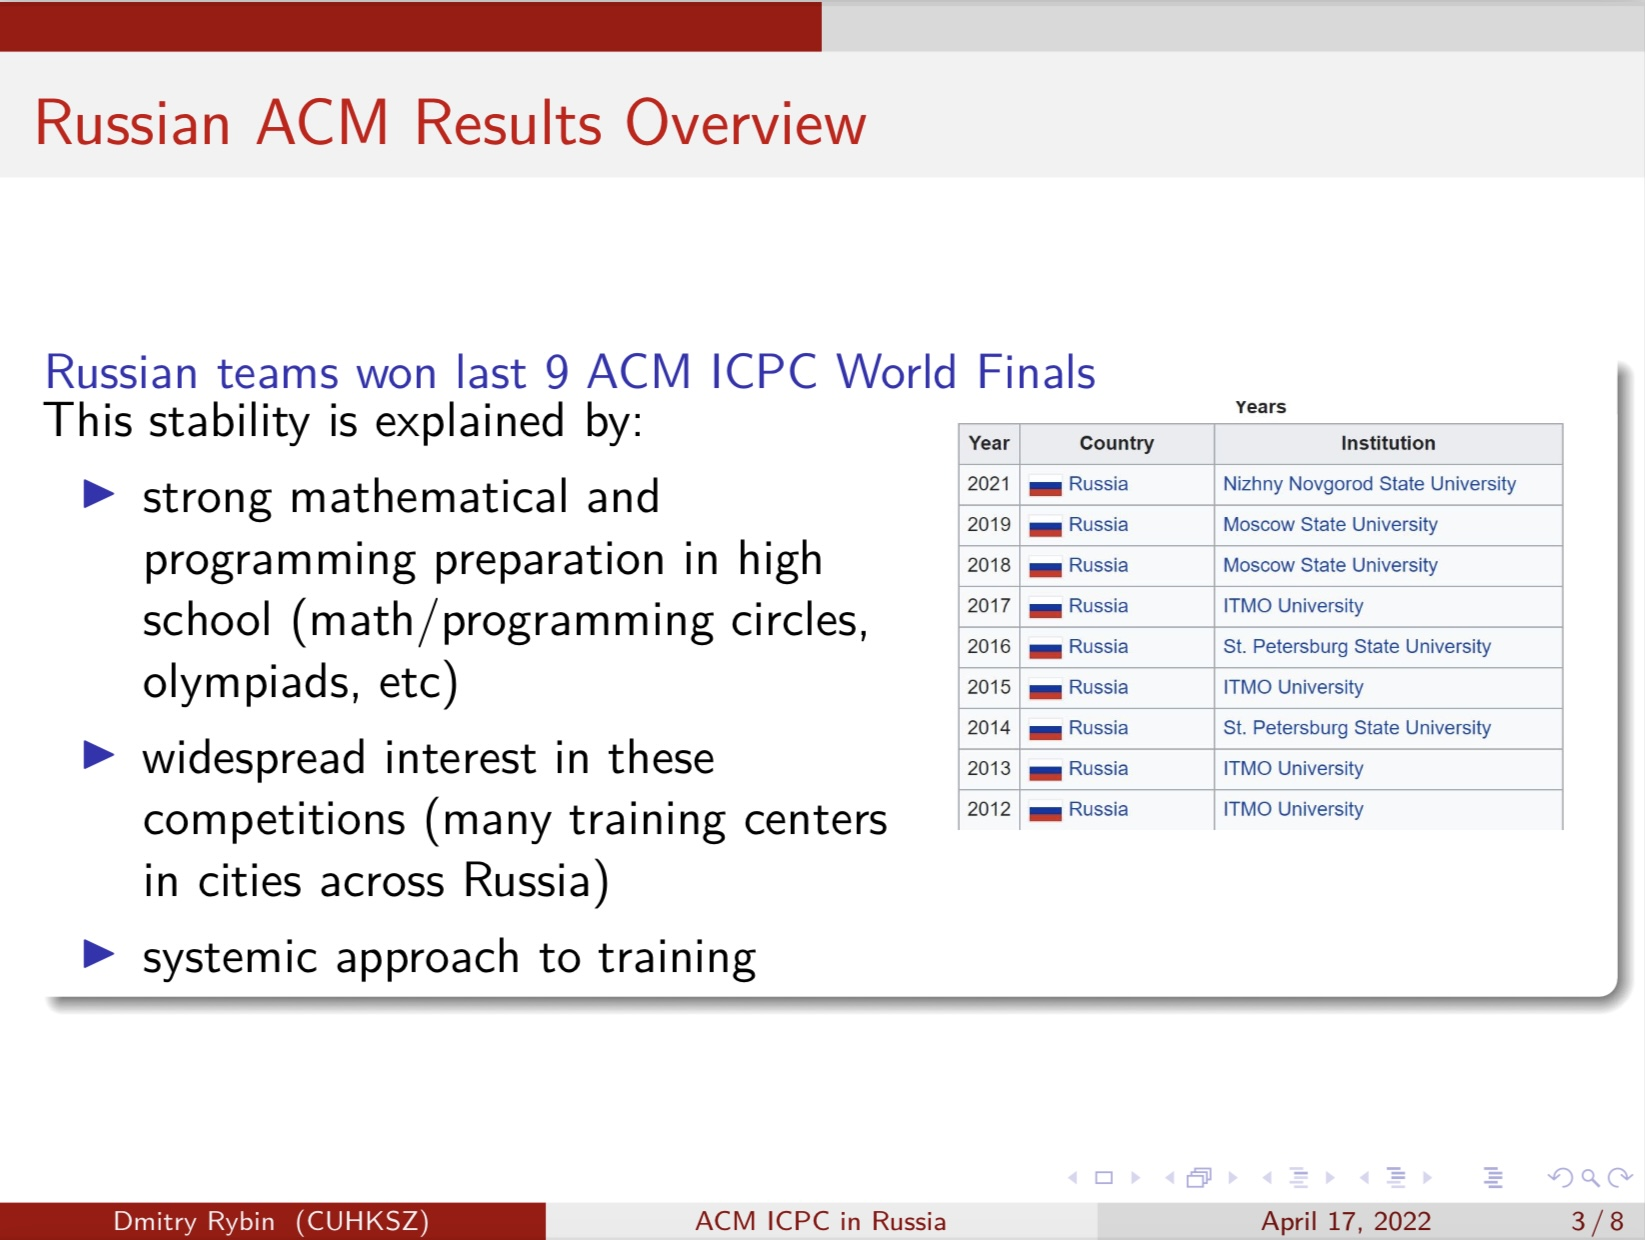 Russian ACM Results Overview
Russian teams won last 9 ACM ICPC World Finals
This stability is explained by:
strong mathematical and
programming preparation in high
school (math/programming circles,
olympiads, etc)
widespread interest in these
competitions (many training centers
in cities across Russia)
systemic approach to training
Years
Year Country Institution
2021 Russia Nizhny Novgorod State University
2019 Russia Moscow State University
2018 Russia Moscow State University
2017 Russia ITMO University
2016 Russia St. Petersburg State University
2015 Russia ITMO University
2014 Russia St. Petersburg State University
2013 Russia ITMO University
2012 Russia ITMO University
Dmitry Rybin (CUHKSZ) ACM ICPC in Russia April 17, 2022 3 / 8